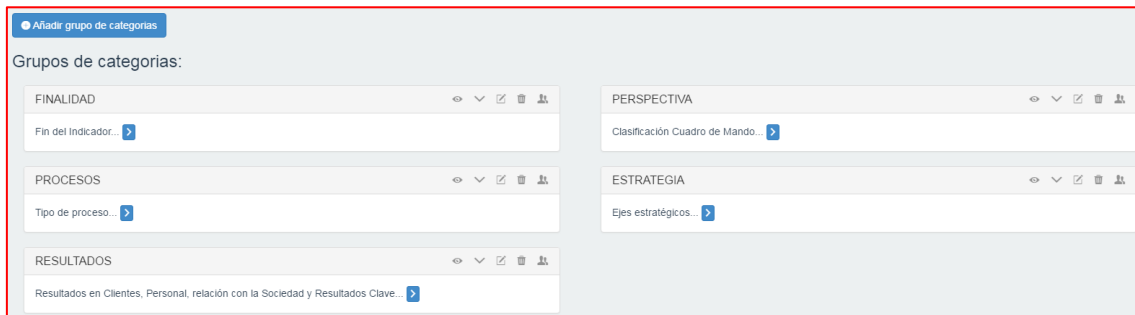 Añadir grupo de categorias
Grupos de categorias:
FINALIDAD
Fin del Indicador...
PERSPECTIVA
Clasificación Cuadro de Mando...
PROCESOS
Tipo de proceso...
ESTRATEGIA
Ejes estratégicos...
RESULTADOS
Resultados en Clientes, Personal, relación con la Sociedad y Resultados Clave...